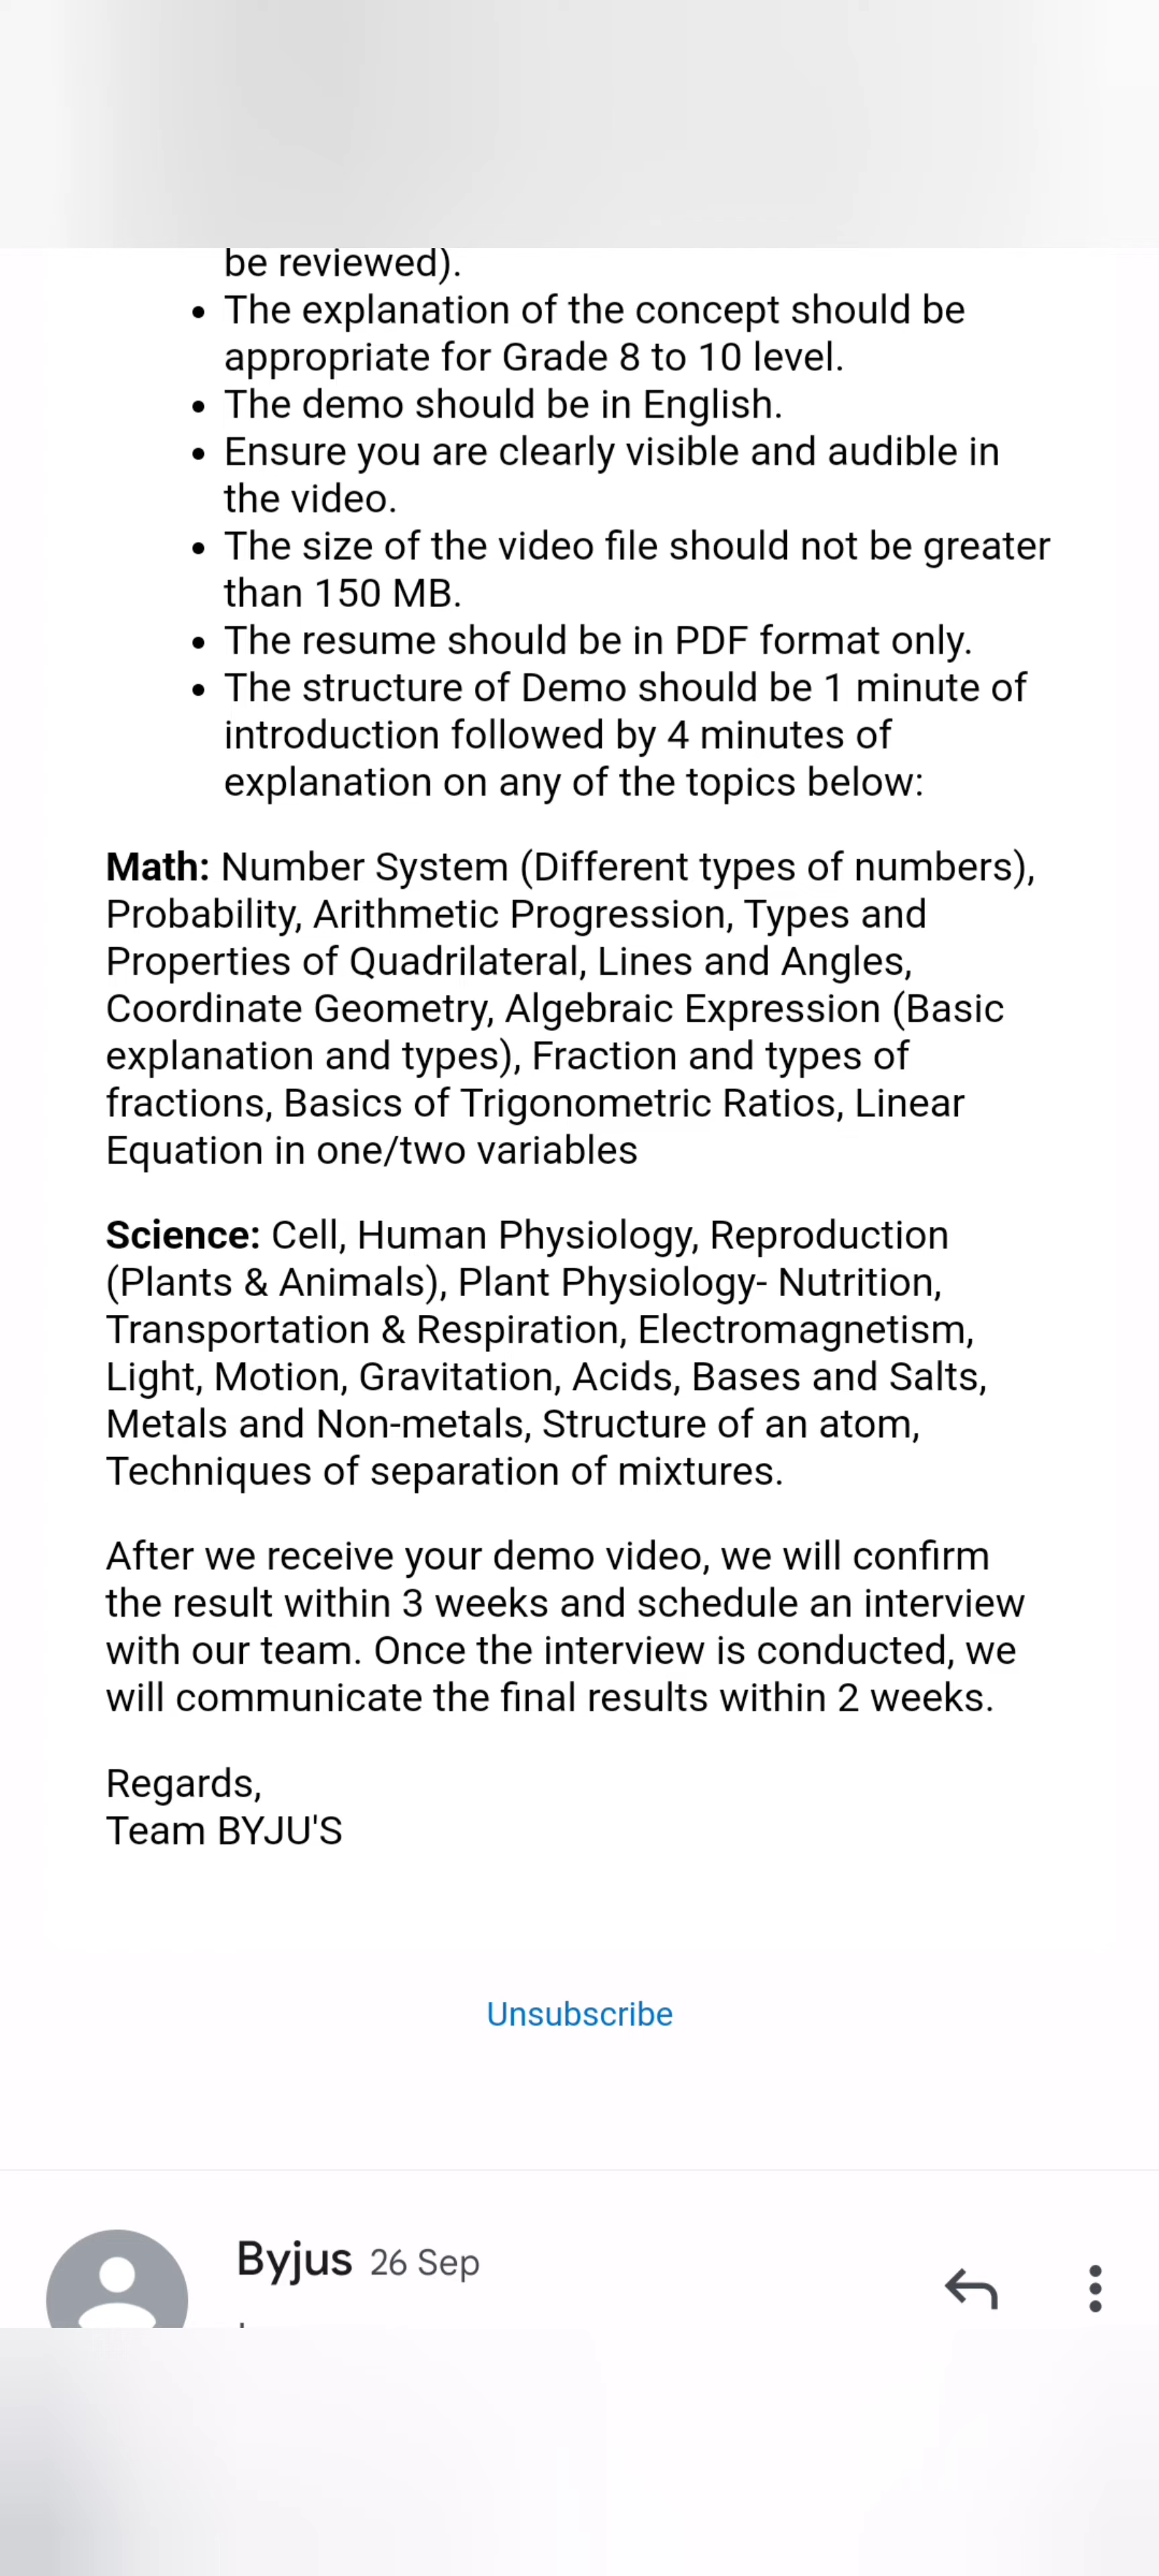 be reviewed).
• The explanation of the concept should be
appropriate for Grade 8 to 10 level.
• The demo should be in English.
• Ensure you are clearly visible and audible in
the video.
• The size of the video file should not be greater
than 150 MB.
• The resume should be in PDF format only.
• The structure of Demo should be 1 minute of
introduction followed by 4 minutes of
explanation on any of the topics below:
Math: Number System (Different types of numbers),
Probability, Arithmetic Progression, Types and
Properties of Quadrilateral, Lines and Angles,
Coordinate Geometry, Algebraic Expression (Basic
explanation and types), Fraction and types of
fractions, Basics of Trigonometric Ratios, Linear
Equation in one/two variables
Science: Cell, Human Physiology, Reproduction
(Plants & Animals), Plant Physiology- Nutrition,
Transportation & Respiration, Electromagnetism,
Light, Motion, Gravitation, Acids, Bases and Salts,
Metals and Non-metals, Structure of an atom,
Techniques of separation of mixtures.
After we receive your demo video, we will confirm
the result within 3 weeks and schedule an interview
with our team. Once the interview is conducted, we
will communicate the final results within 2 weeks.
Regards,
Team BYJU'S
Unsubscribe
Byjus 26 Sep